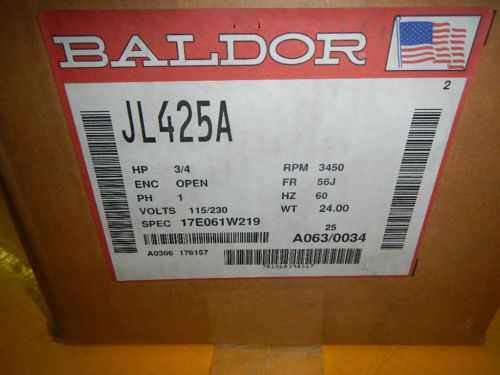 BALDOR
2
JL425A
HP 3/4 RPM 3450
ENC OPEN FR 56J
PH 1 HZ 60
VOLTS 115/230 WT 24.00
SPEC 17E061W219 25
A063/0034
A0306 176157
781568398517